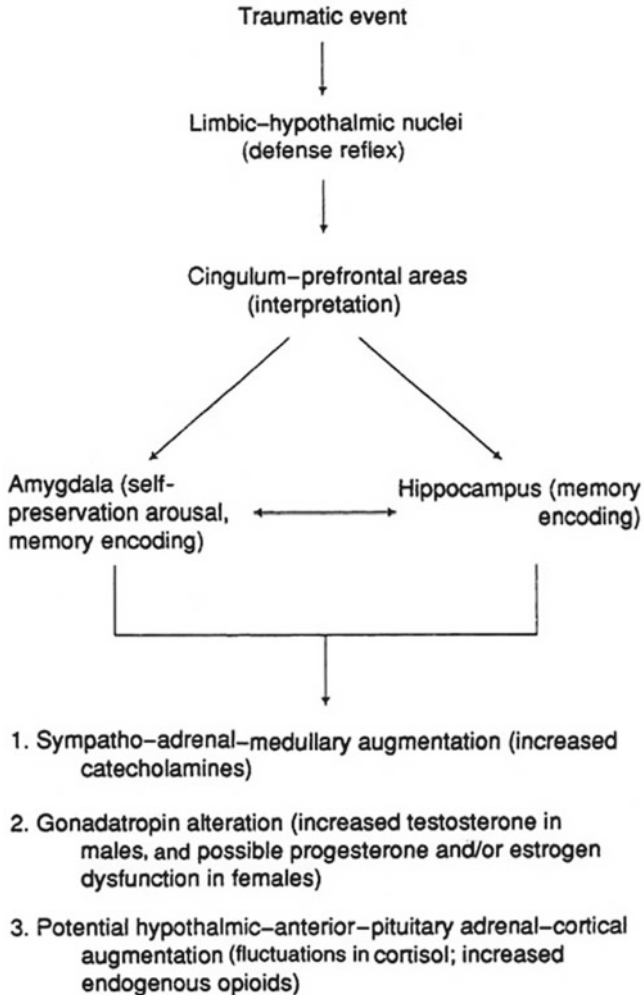 Traumatic event
Limbic–hypothalmic nuclei
(defense reflex)
Cingulum–prefrontal areas
(interpretation)
Amygdala (self-
preservation arousal,
memory encoding)
Hippocampus (memory
encoding)
1. Sympatho–adrenal–medullary augmentation (increased
catecholamines)
2. Gonadatropin alteration (increased testosterone in
males, and possible progesterone and/or estrogen
dysfunction in females)
3. Potential hypothalmic–anterior–pituitary adrenal–cortical
augmentation (fluctuations in cortisol; increased
endogenous opioids)